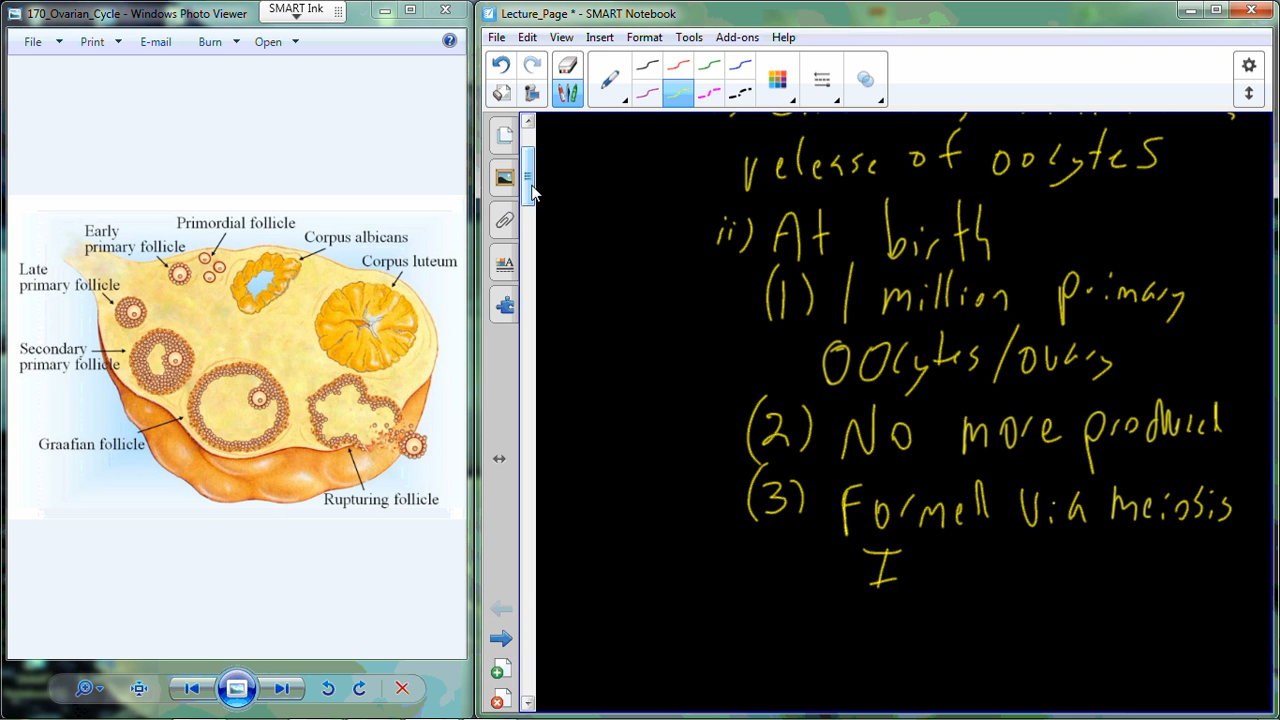 170_Ovarian_Cycle - Windows Photo Viewer
SMART Ink
File Print E-mail Burn Open
Early primary follicle
Primordial follicle
Corpus albicans
Corpus luteum
Late primary follicle
Secondary primary follicle
Graafian follicle
Rupturing follicle
Lecture_Page * - SMART Notebook
File Edit View Insert Format Tools Add-ons Help
release of oocytes
ii) At birth
(1) 1 million primary
oocytes/ovary
(2) No more produced
(3) Formed via meiosis
I